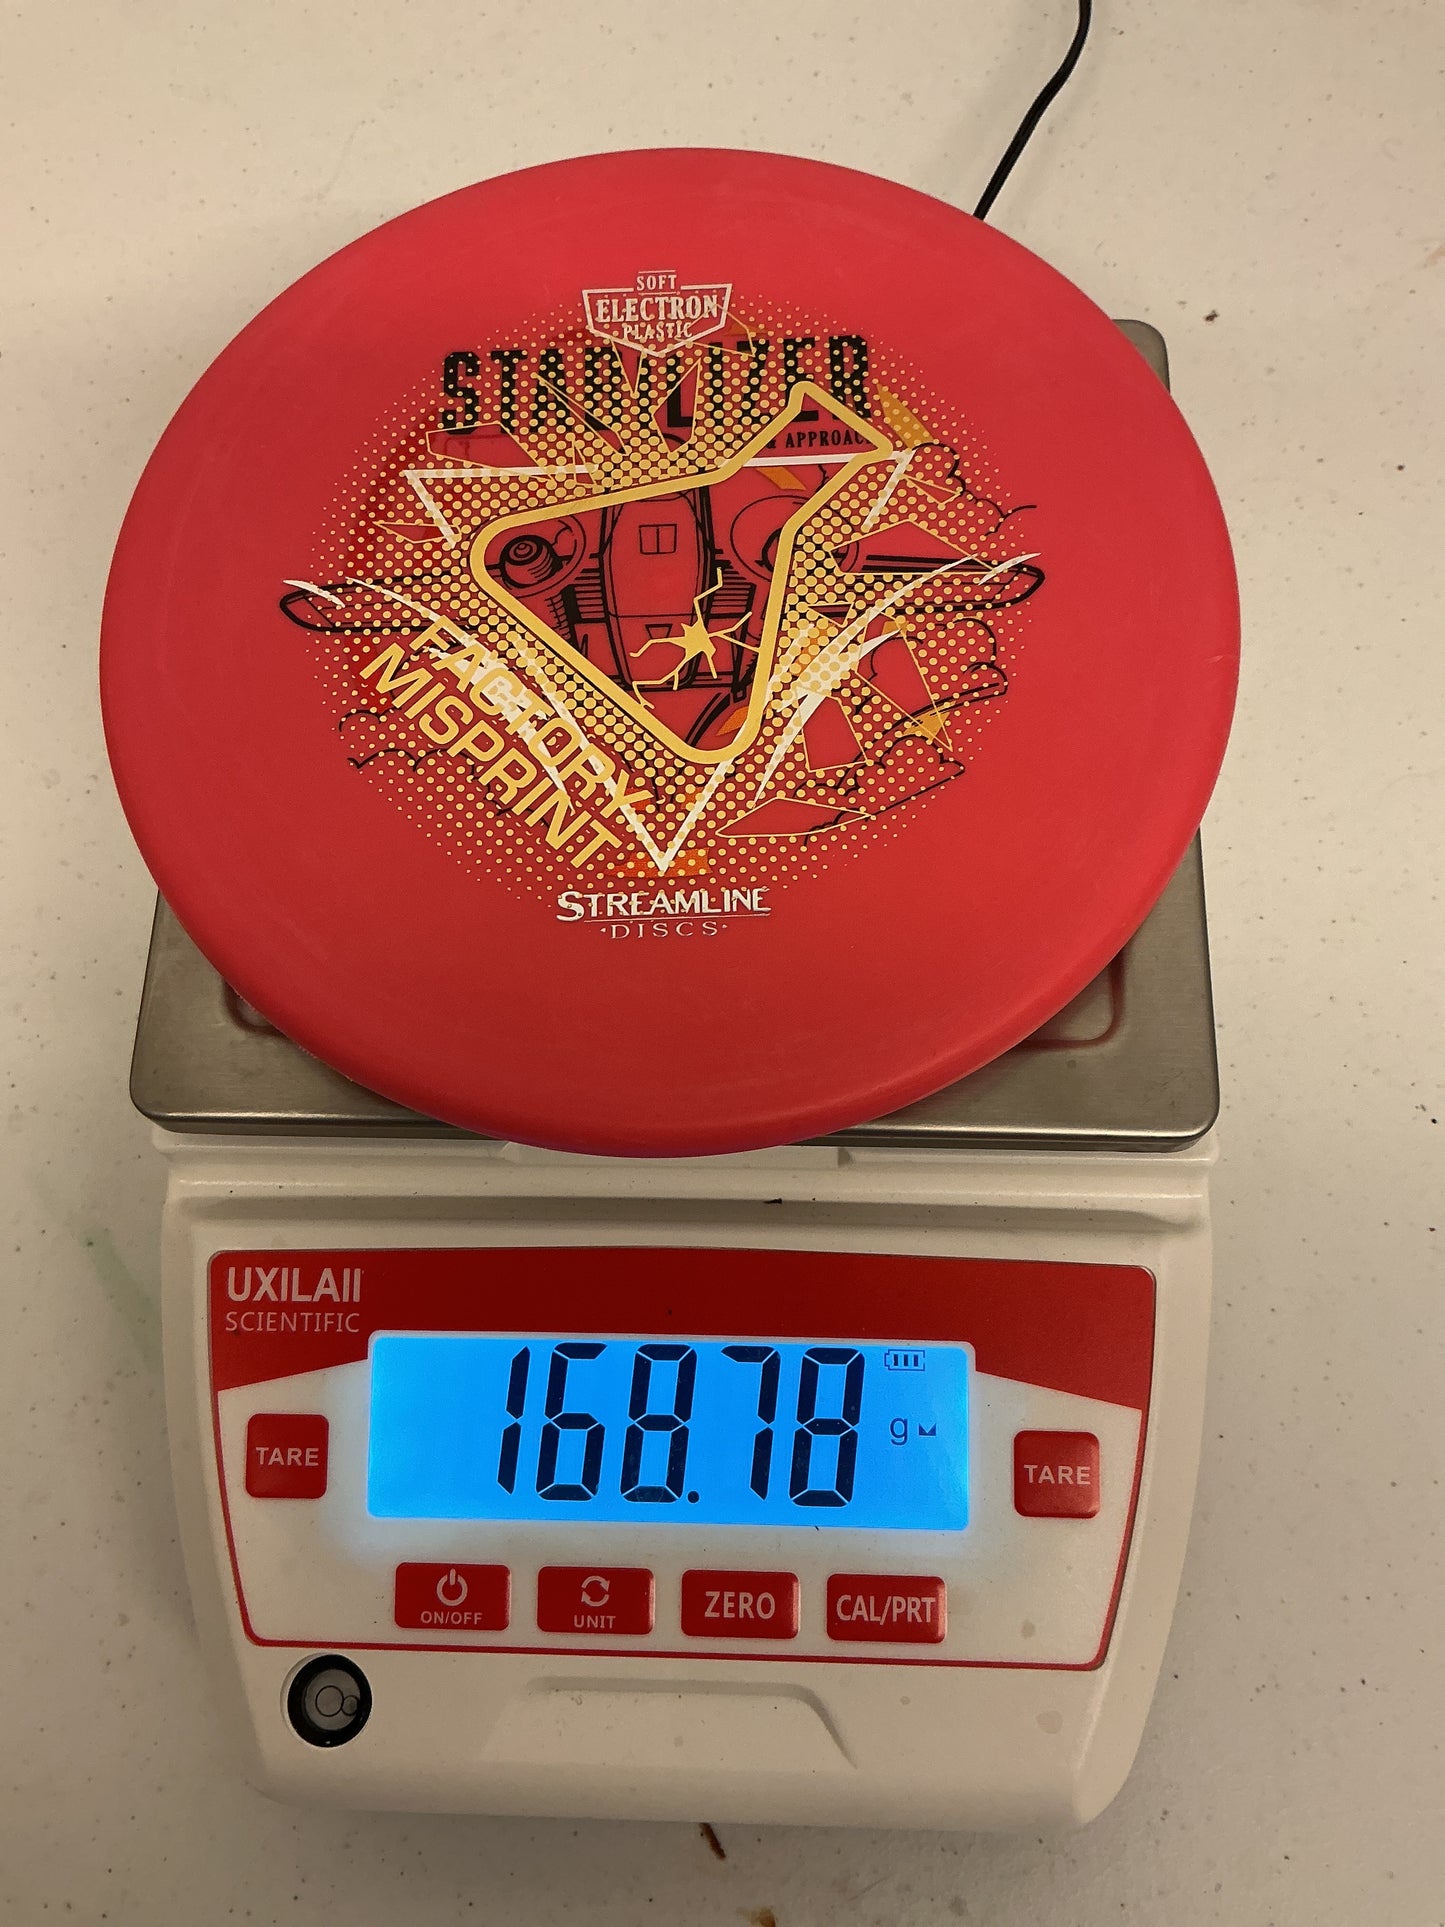 SOFT
ELECTRON
PLASTIC
STABILIZER
& APPROACH
FACTORY
MISPRINT
STREAMLINE
DISCS
UXILAII
SCIENTIFIC
168.78
g
TARE
TARE
ON/OFF
UNIT
ZERO
CAL/PRT